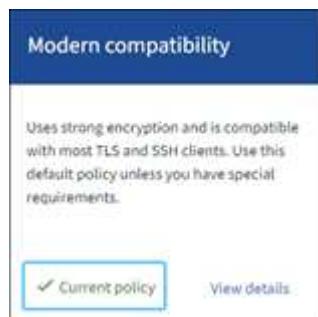 Modern compatibility
Uses strong encryption and is compatible
with most TLS and SSH clients. Use this
default policy unless you have special
requirements.
✓ Current policy
View details